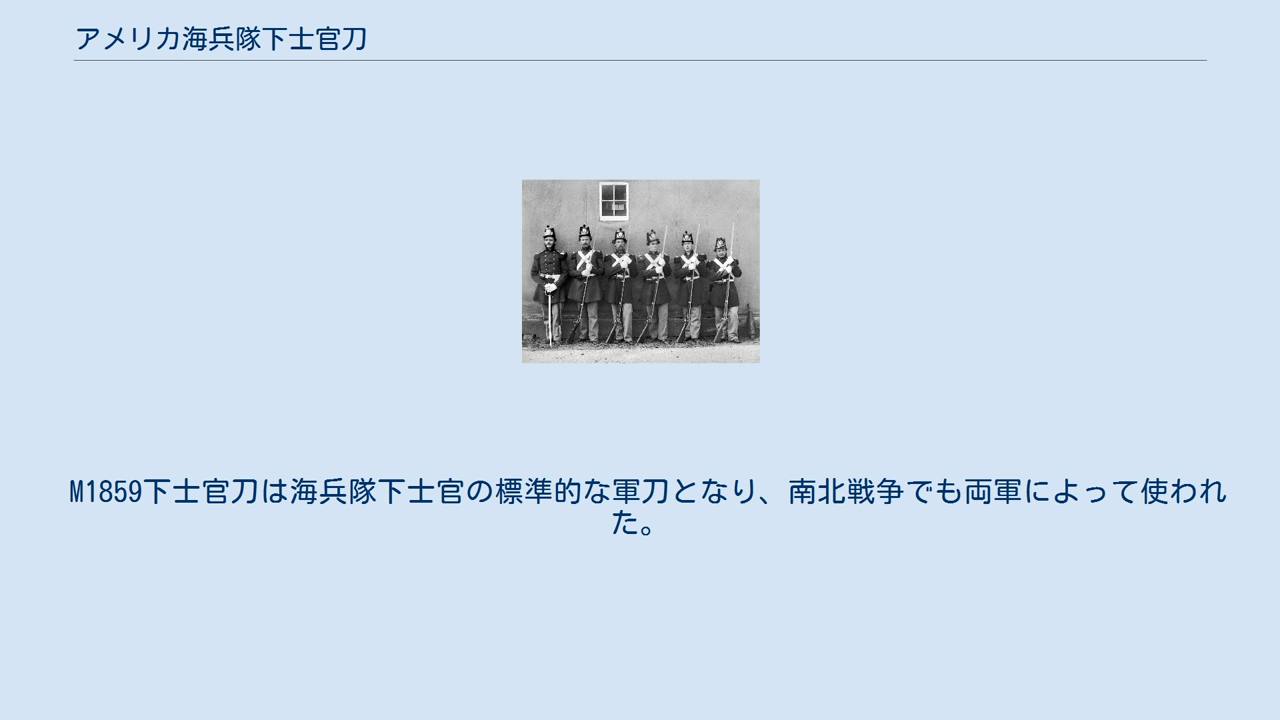 アメリカ海兵隊下士官刀
M1859下士官刀は海兵隊下士官の標準的な軍刀となり、南北戦争でも両軍によって使われ
た。